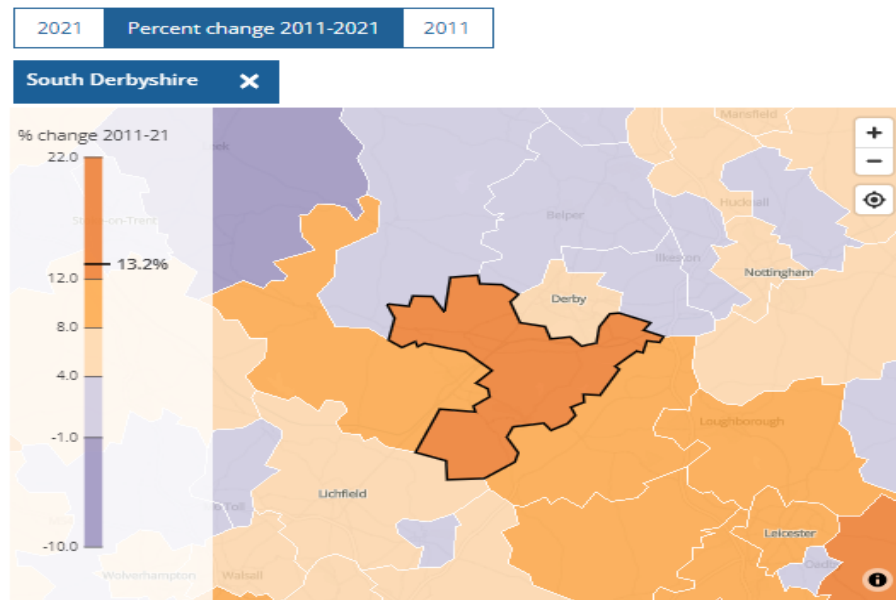 2021 Percent change 2011-2021 2011
South Derbyshire
% change 2011-21
22.0
13.2%
12.0
8.0
4.0
-1.0
-10.0
Mansfield
Hucknall
Belper
Ilkeston
Nottingham
Derby
Loughborough
Lichfield
Leicester
Wolverhampton
Walsall